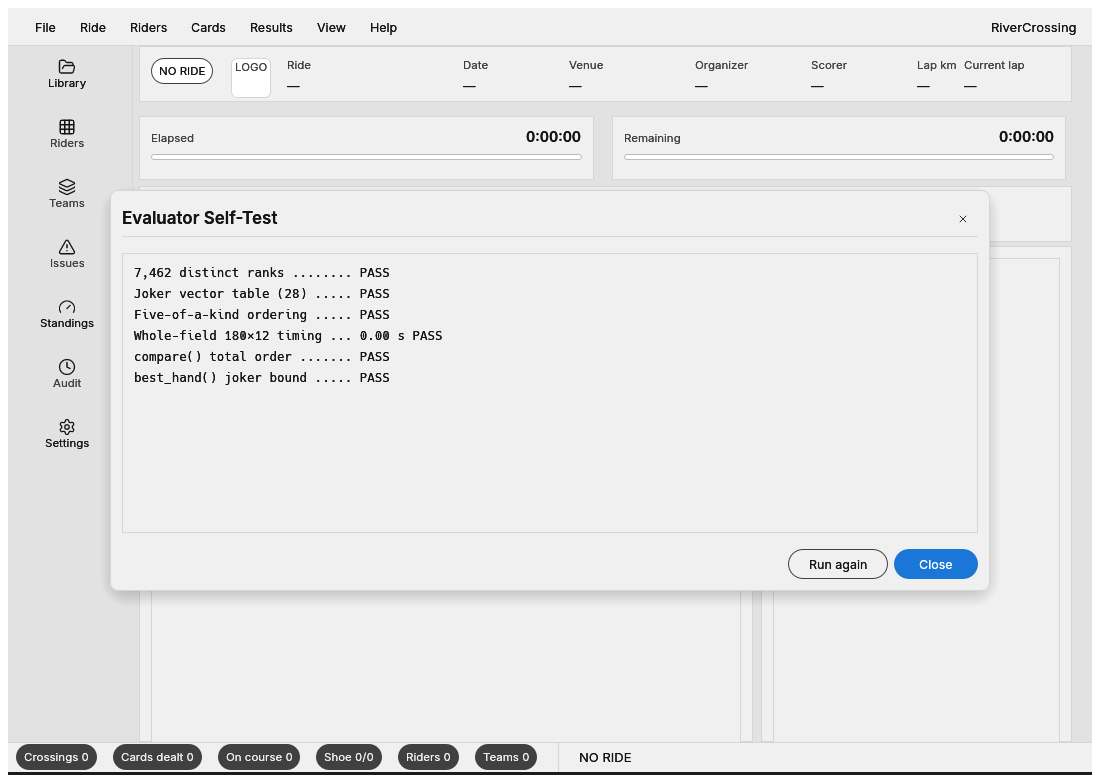 File Ride Riders Cards Results View Help RiverCrossing
Library
Riders
Teams
Issues
Standings
Audit
Settings
NO RIDE
LOGO
Ride Date Venue Organizer Scorer Lap km Current lap
— — — — — — —
Elapsed 0:00:00
Remaining 0:00:00
Evaluator Self-Test ×
7,462 distinct ranks ........ PASS
Joker vector table (28) ..... PASS
Five-of-a-kind ordering ..... PASS
Whole-field 180×12 timing ... 0.00 s PASS
compare() total order ....... PASS
best_hand() joker bound ..... PASS
Run again Close
Crossings 0 Cards dealt 0 On course 0 Shoe 0/0 Riders 0 Teams 0 NO RIDE